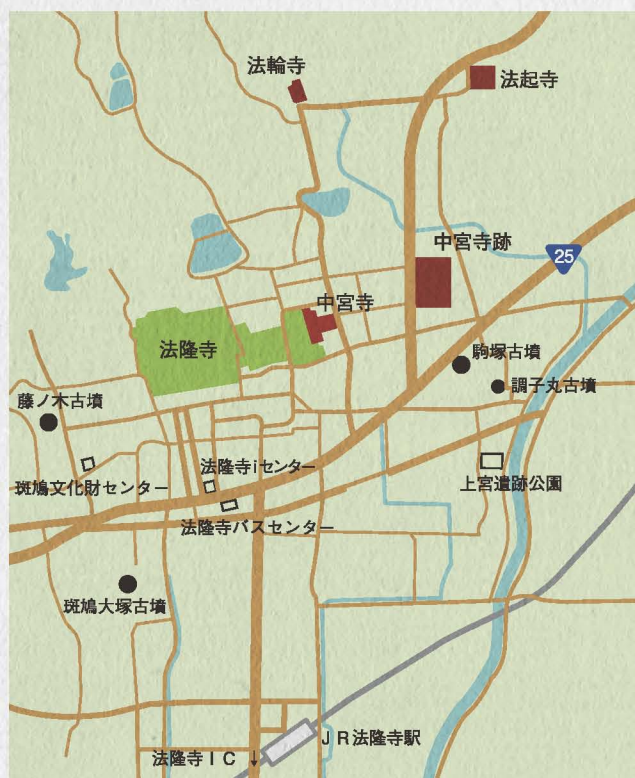 法輪寺
法起寺
中宮寺跡
25
中宮寺
法隆寺
駒塚古墳
調子丸古墳
藤ノ木古墳
法隆寺iセンター
上宮遺跡公園
斑鳩文化財センター
法隆寺バスセンター
斑鳩大塚古墳
JR法隆寺駅
法隆寺IC↓